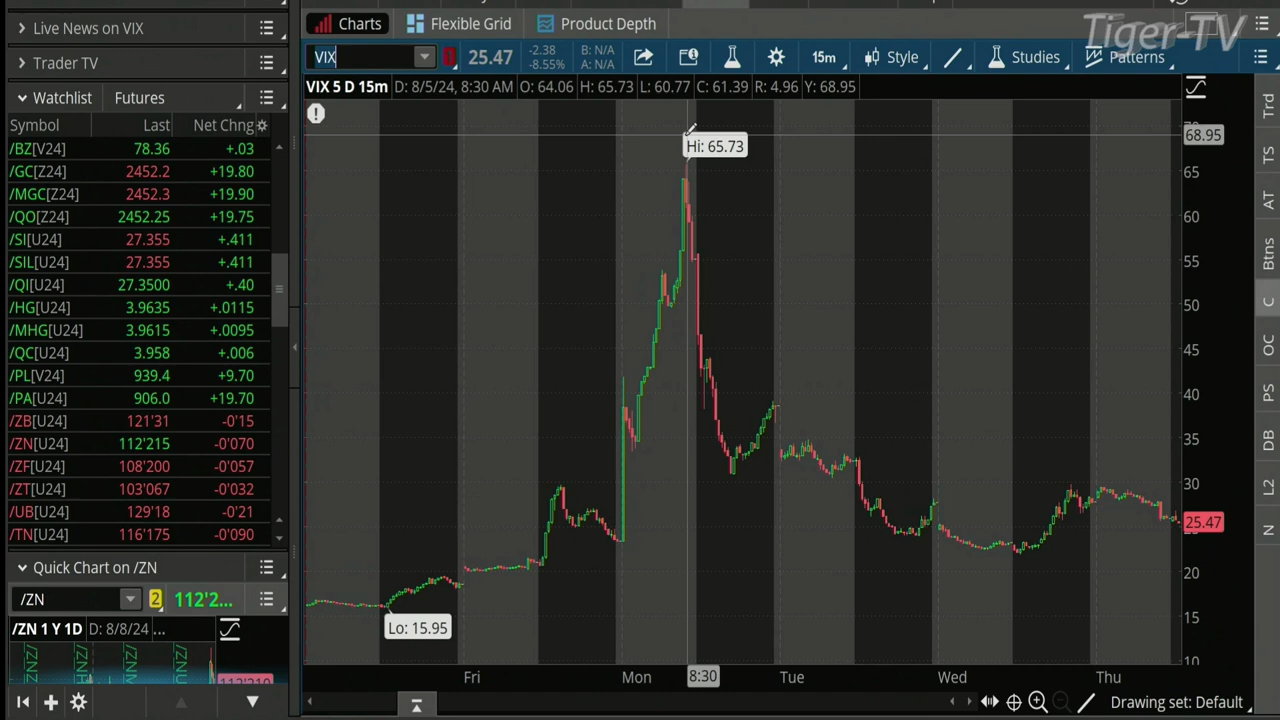 Live News on VIX
Charts
Flexible Grid
Product Depth
Tiger-TV
Trader TV
VIX
25.47
-2.38
-8.55%
B: N/A
A: N/A
15m
Style
Studies
Patterns
Watchlist
Futures
VIX 5 D 15m
D: 8/5/24, 8:30 AM
O: 64.06
H: 65.73
L: 60.77
C: 61.39
R: 4.96
Y: 68.95
Symbol Last Net Chng
/BZ[V24] 78.36 +.03
/GC[Z24] 2452.2 +19.80
/MGC[Z24] 2452.3 +19.90
/QO[Z24] 2452.25 +19.75
/SI[U24] 27.355 +.411
/SIL[U24] 27.355 +.411
/QI[U24] 27.3500 +.40
/HG[U24] 3.9635 +.0115
/MHG[U24] 3.9615 +.0095
/QC[U24] 3.958 +.006
/PL[V24] 939.4 +9.70
/PA[U24] 906.0 +19.70
/ZB[U24] 121'31 -0'15
/ZN[U24] 112'215 -0'070
/ZF[U24] 108'200 -0'057
/ZT[U24] 103'067 -0'032
/UB[U24] 129'18 -0'21
/TN[U24] 116'175 -0'090
Quick Chart on /ZN
/ZN
2
112'2...
/ZN 1 Y 1D
D: 8/8/24
...
Hi: 65.73
Lo: 15.95
68.95
65
60
55
50
45
40
35
30
25.47
20
15
10
Fri
Mon
8:30
Tue
Wed
Thu
Drawing set: Default
Trd
TS
AT
Btns
C
OC
PS
DB
L2
N